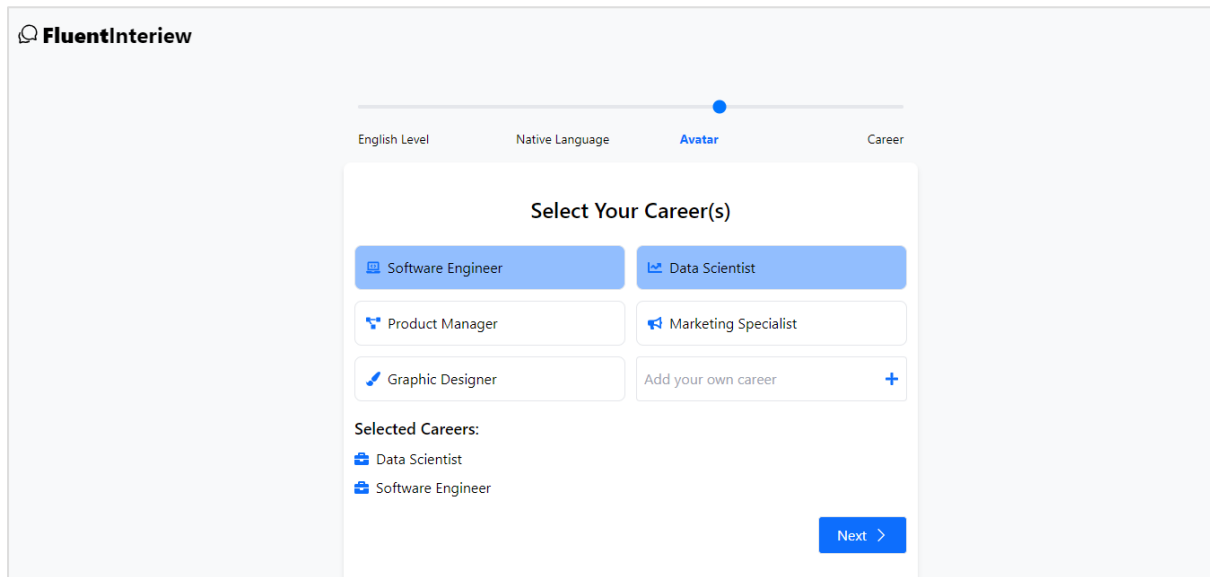 FluentInteriew
English Level Native Language Avatar Career
Select Your Career(s)
Software Engineer Data Scientist
Product Manager Marketing Specialist
Graphic Designer Add your own career +
Selected Careers:
Data Scientist
Software Engineer
Next >